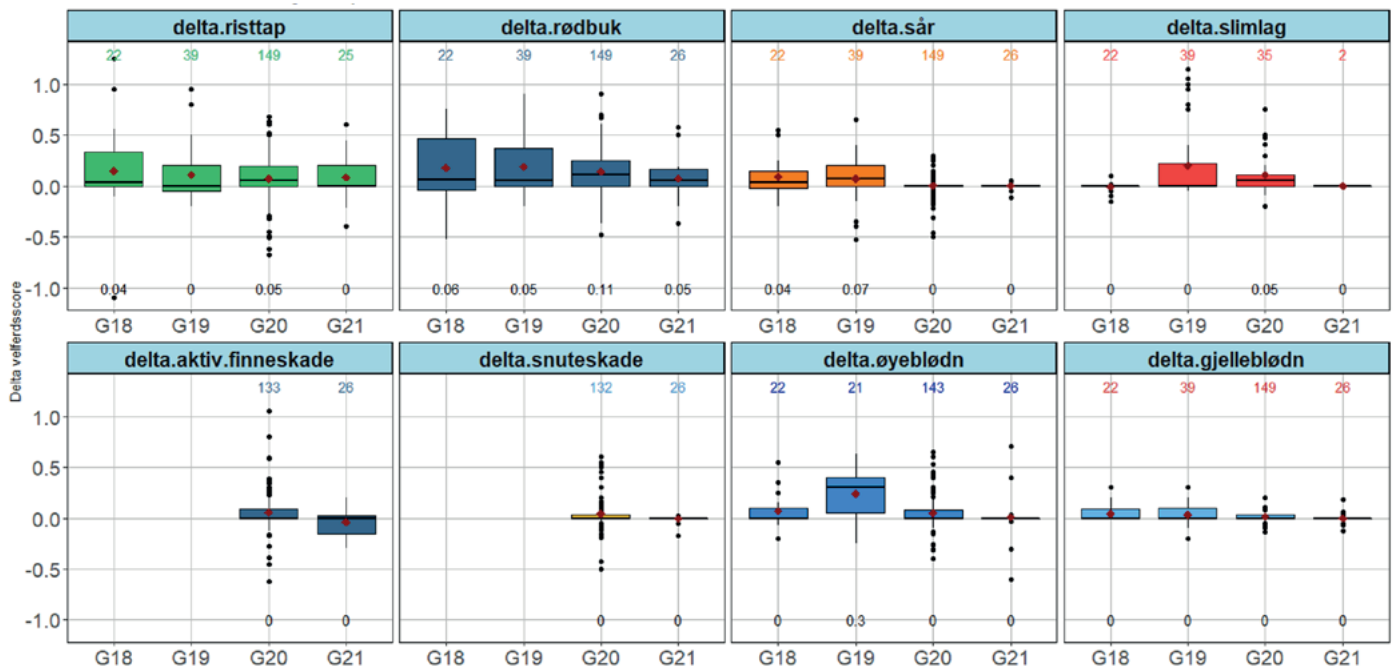 delta.risttap delta.rødbuk delta.sår delta.slimlag
22 39 149 25 22 39 149 26 22 39 149 26 22 39 35 2
1.0
0.5
0.0
-0.5
-1.0
0.04 0 0.05 0 0.06 0.05 0.11 0.05 0.04 0.07 0 0 0 0 0.05 0
G18 G19 G20 G21 G18 G19 G20 G21 G18 G19 G20 G21 G18 G19 G20 G21
Delta velferdsscore
delta.aktiv.finneskade delta.snuteskade delta.øyeblødn delta.gjelleblødn
133 26 132 26 22 21 143 26 22 39 149 26
1.0
0.5
0.0
-0.5
-1.0
0 0 0 0 0 0.3 0 0 0 0 0 0
G18 G19 G20 G21 G18 G19 G20 G21 G18 G19 G20 G21 G18 G19 G20 G21